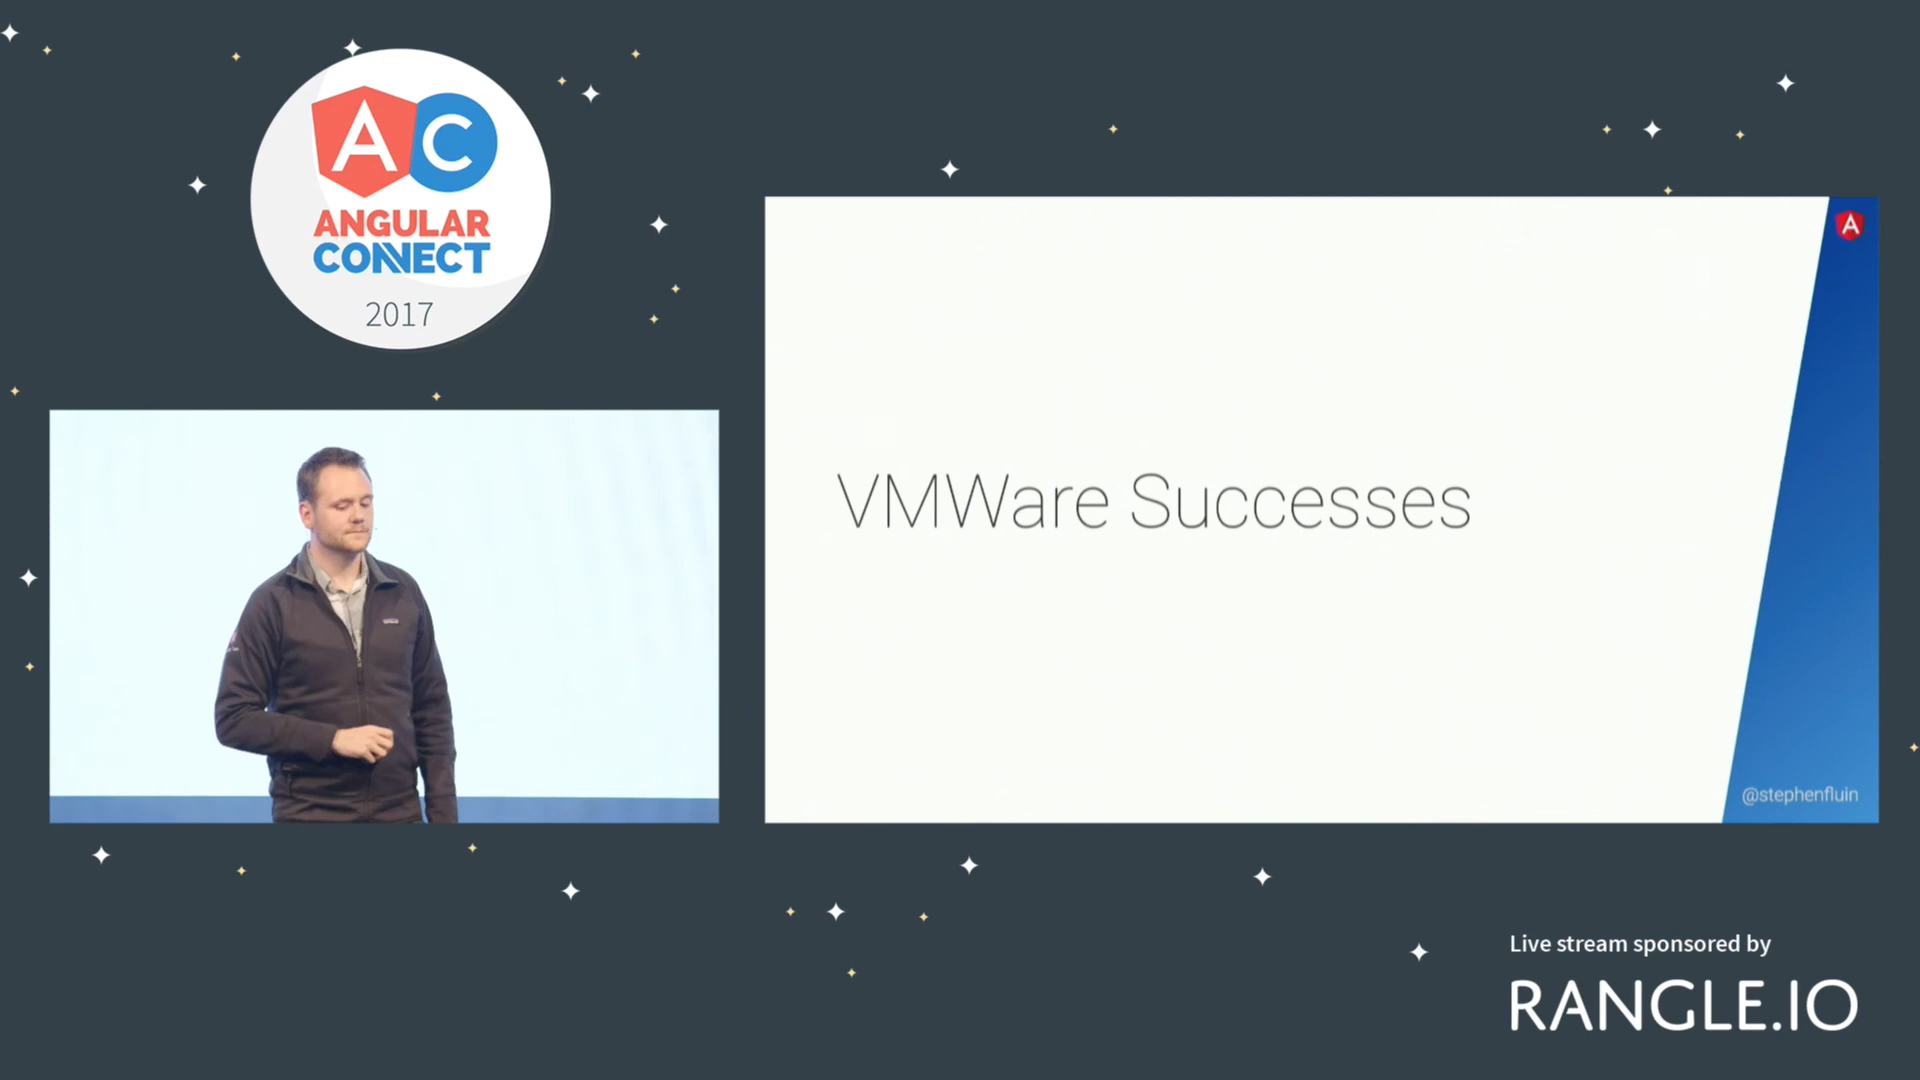 AC
ANGULAR
CONNECT
2017
VMWare Successes
A
@stephenfluin
Live stream sponsored by
RANGLE.IO